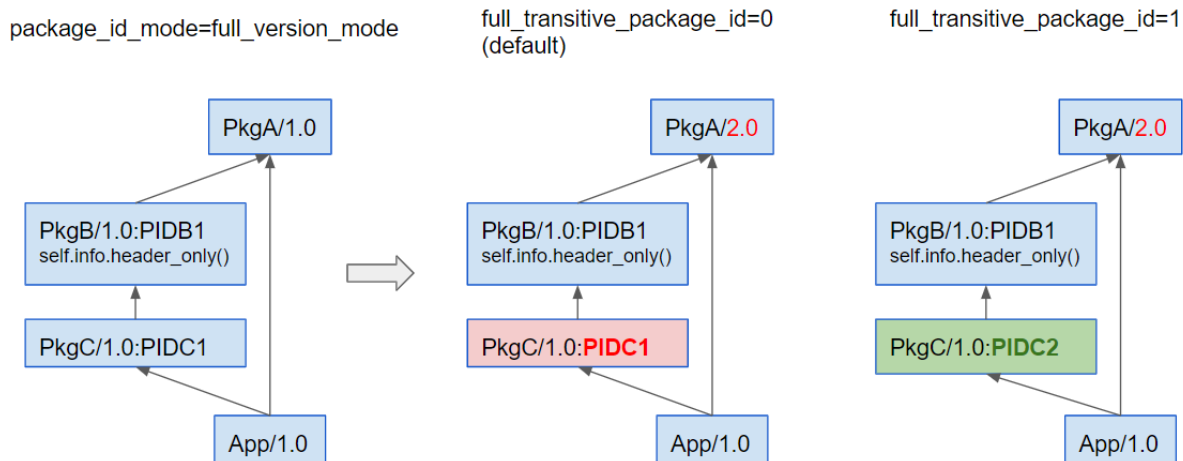 package_id_mode=full_version_mode
full_transitive_package_id=0
(default)
full_transitive_package_id=1
PkgA/1.0
PkgB/1.0:PIDB1
self.info.header_only()
PkgC/1.0:PIDC1
App/1.0
PkgA/2.0
PkgB/1.0:PIDB1
self.info.header_only()
PkgC/1.0:PIDC1
App/1.0
PkgA/2.0
PkgB/1.0:PIDB1
self.info.header_only()
PkgC/1.0:PIDC2
App/1.0